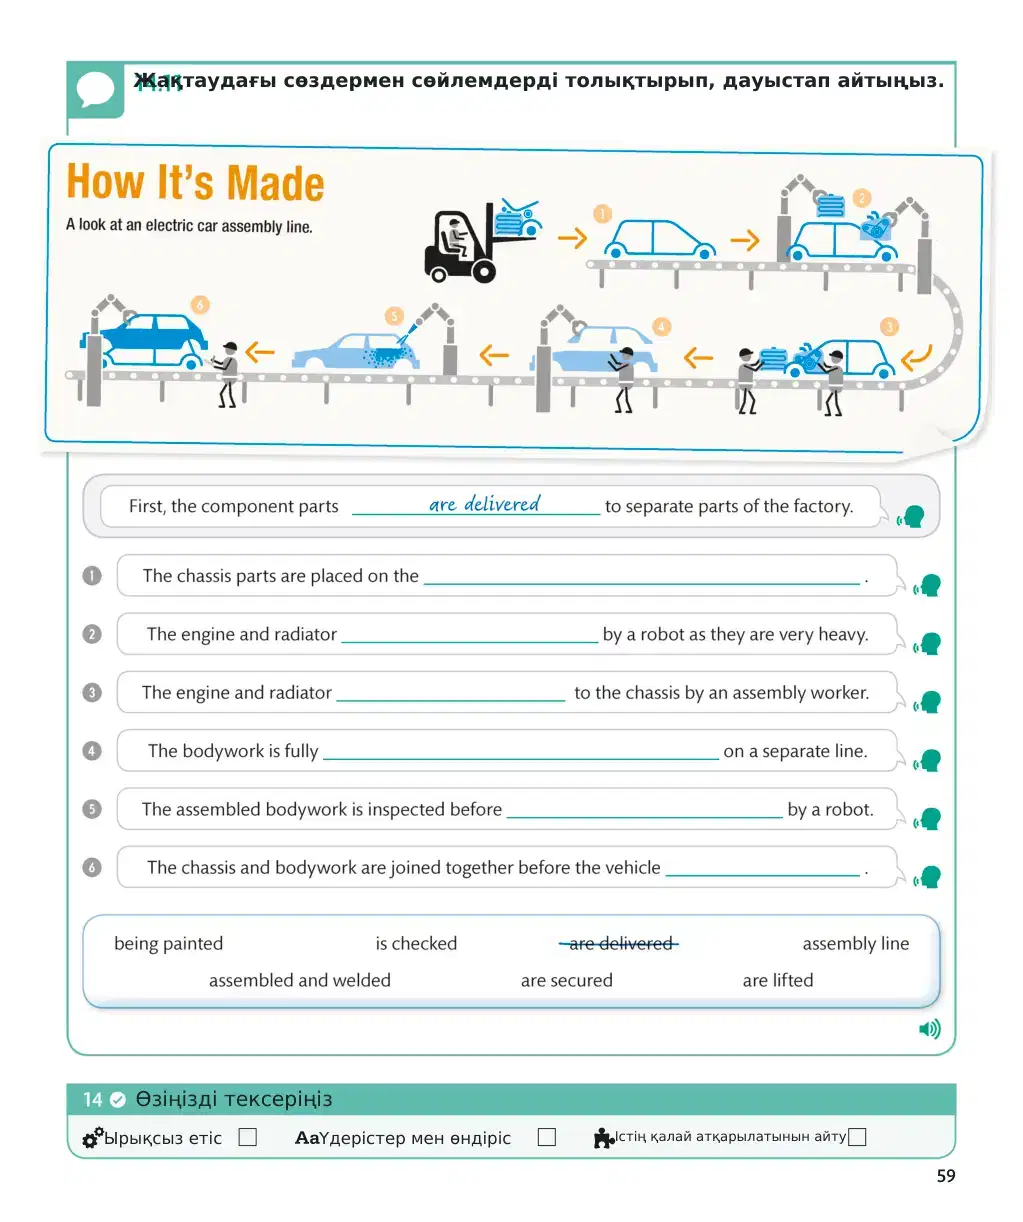 Жақтаудағы сөздермен сөйлемдерді толықтырып, дауыстап айтыңыз.
How It's Made
A look at an electric car assembly line.
1
2
6
5
4
3
First, the component parts are delivered to separate parts of the factory.
1 The chassis parts are placed on the .
2 The engine and radiator by a robot as they are very heavy.
3 The engine and radiator to the chassis by an assembly worker.
4 The bodywork is fully on a separate line.
5 The assembled bodywork is inspected before by a robot.
6 The chassis and bodywork are joined together before the vehicle .
being painted is checked are delivered assembly line
assembled and welded are secured are lifted
14 Өзіңізді тексеріңіз
Ырықсыз етіс Aa Үдерістер мен өндіріс Істің қалай атқарылатынын айту
59